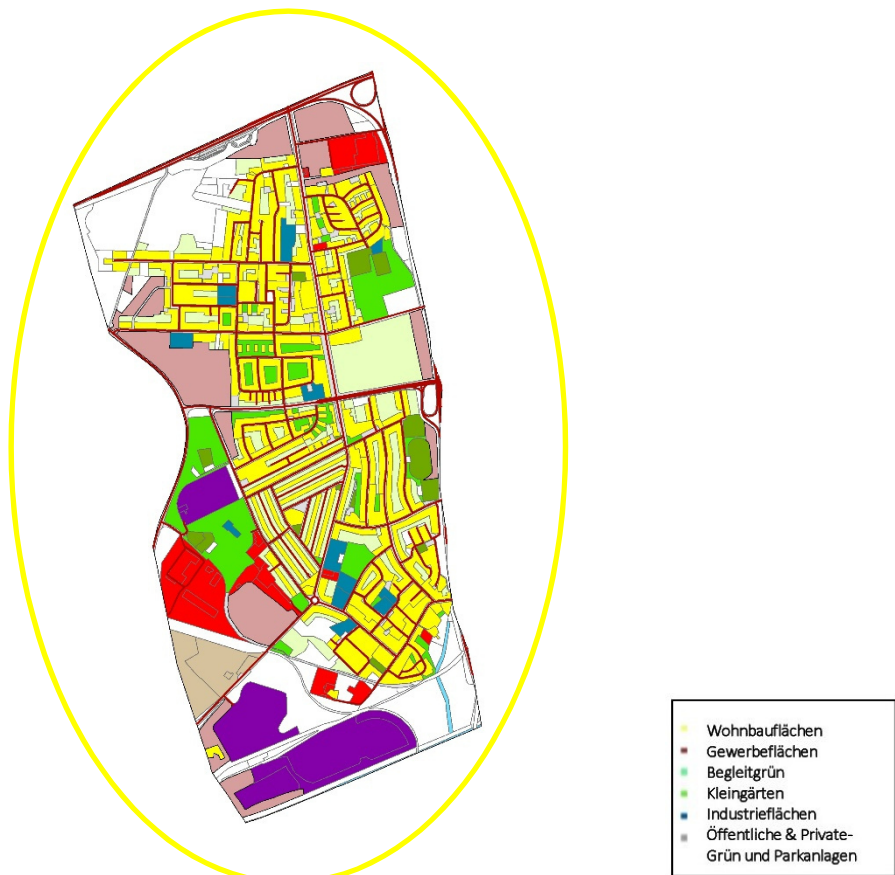 Wohnbauflächen
Gewerbeflächen
Begleitgrün
Kleingärten
Industrieflächen
Öffentliche & Private-
Grün und Parkanlagen